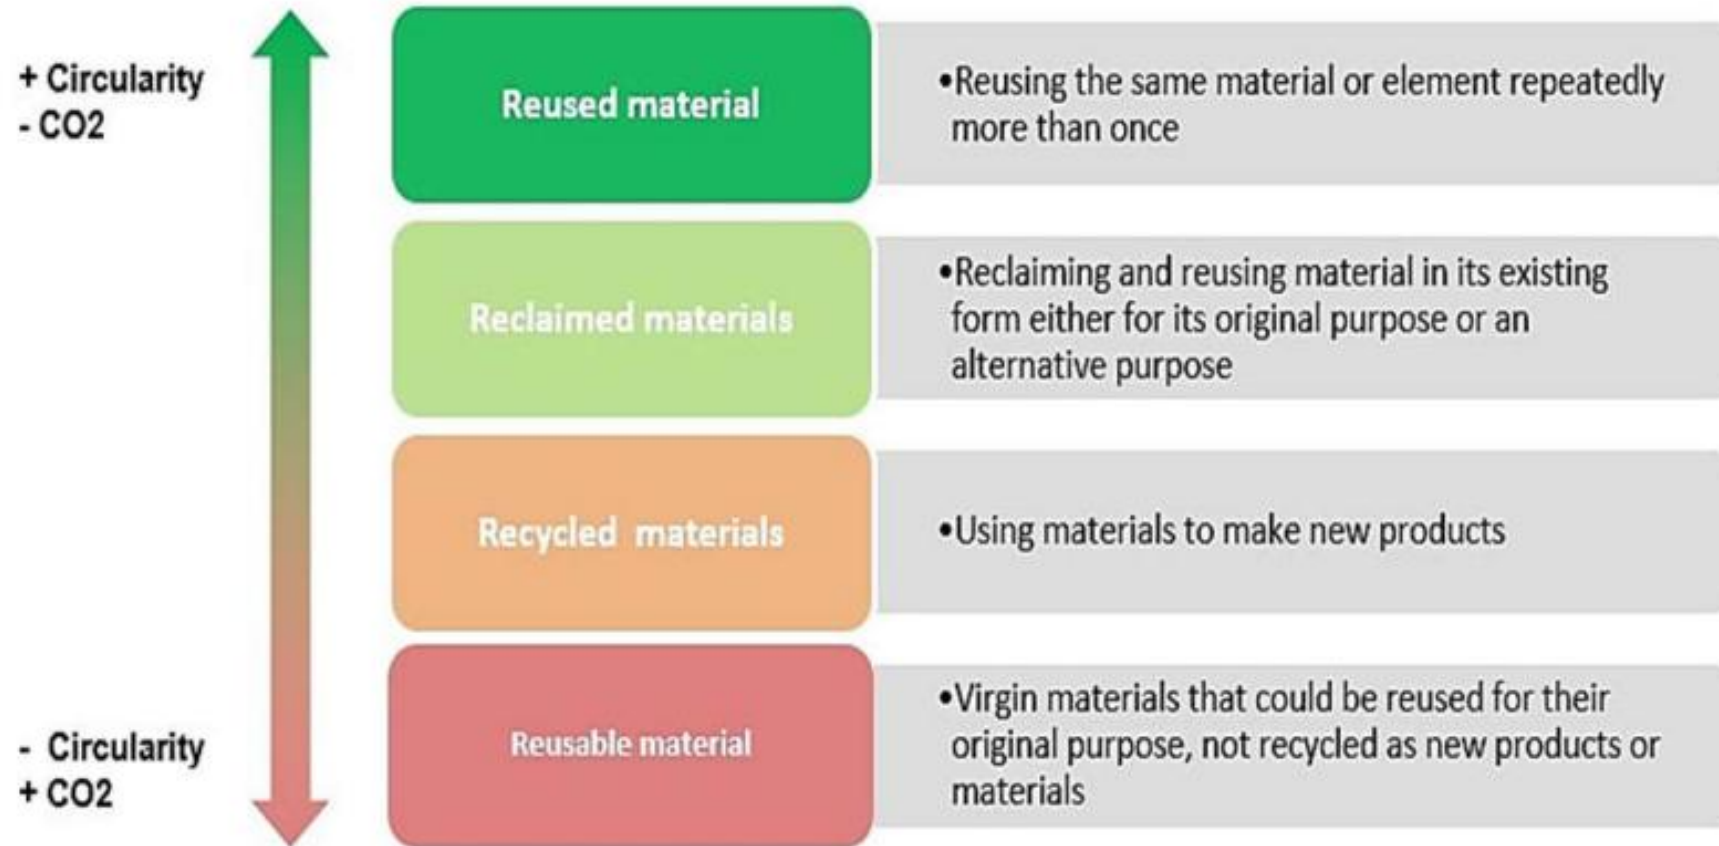 + Circularity
- CO2
Reused material
•Reusing the same material or element repeatedly
more than once
Reclaimed materials
•Reclaiming and reusing material in its existing
form either for its original purpose or an
alternative purpose
Recycled  materials
•Using materials to make new products
-  Circularity
+ CO2
Reusable material
•Virgin materials that could be reused for their
original purpose, not recycled as new products or
materials